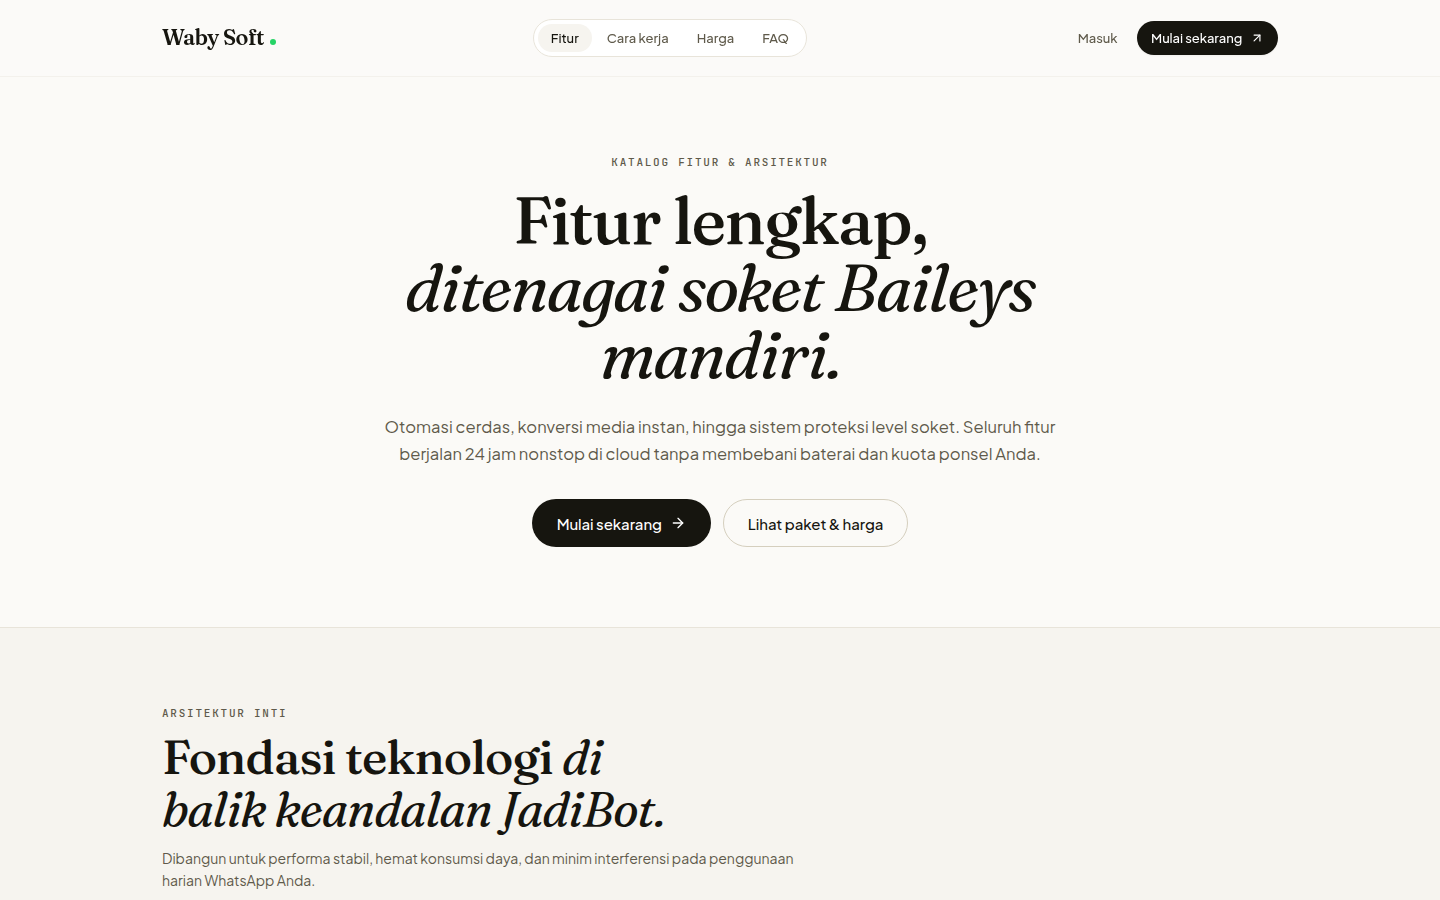 Waby Soft
Fitur
Cara kerja
Harga
FAQ
Masuk
Mulai sekarang
KATALOG FITUR & ARSITEKTUR
Fitur lengkap,
ditenagai soket Baileys
mandiri.
Otomasi cerdas, konversi media instan, hingga sistem proteksi level soket. Seluruh fitur
berjalan 24 jam nonstop di cloud tanpa membebani baterai dan kuota ponsel Anda.
Mulai sekarang
Lihat paket & harga
ARSITEKTUR INTI
Fondasi teknologi di
balik keandalan JadiBot.
Dibangun untuk performa stabil, hemat konsumsi daya, dan minim interferensi pada penggunaan
harian WhatsApp Anda.